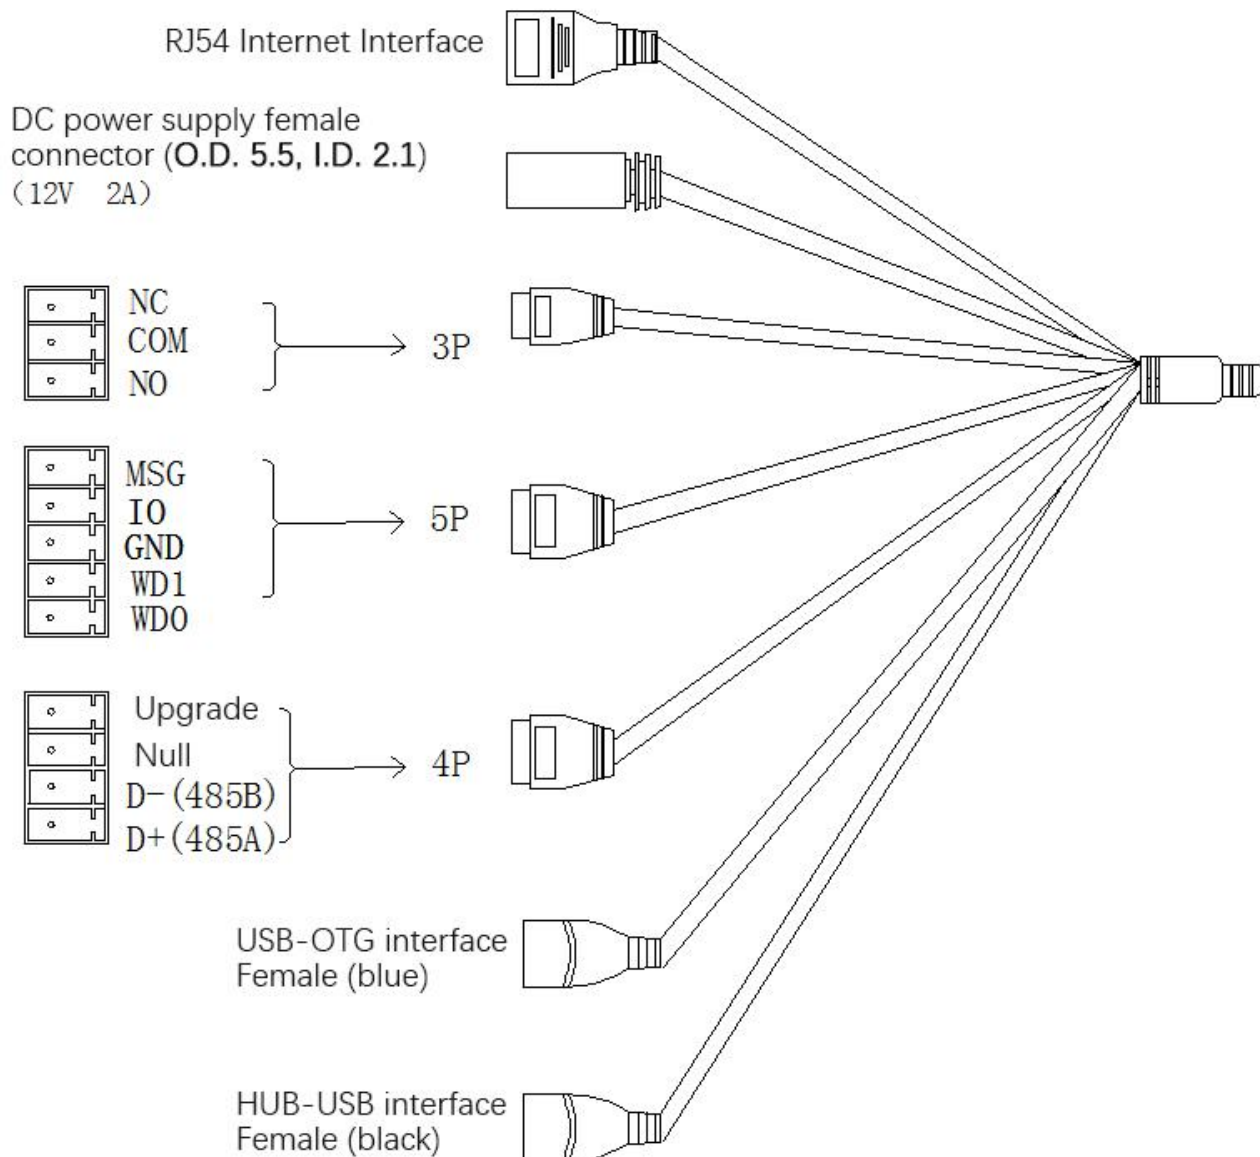 RJ54 Internet Interface
DC power supply female
connector (O.D. 5.5, I.D. 2.1)
(12V 2A)
NC
COM
NO
3P
MSG
IO
GND
WD1
WD0
5P
Upgrade
Null
D-(485B)
D+(485A)
4P
USB-OTG interface
Female (blue)
HUB-USB interface
Female (black)